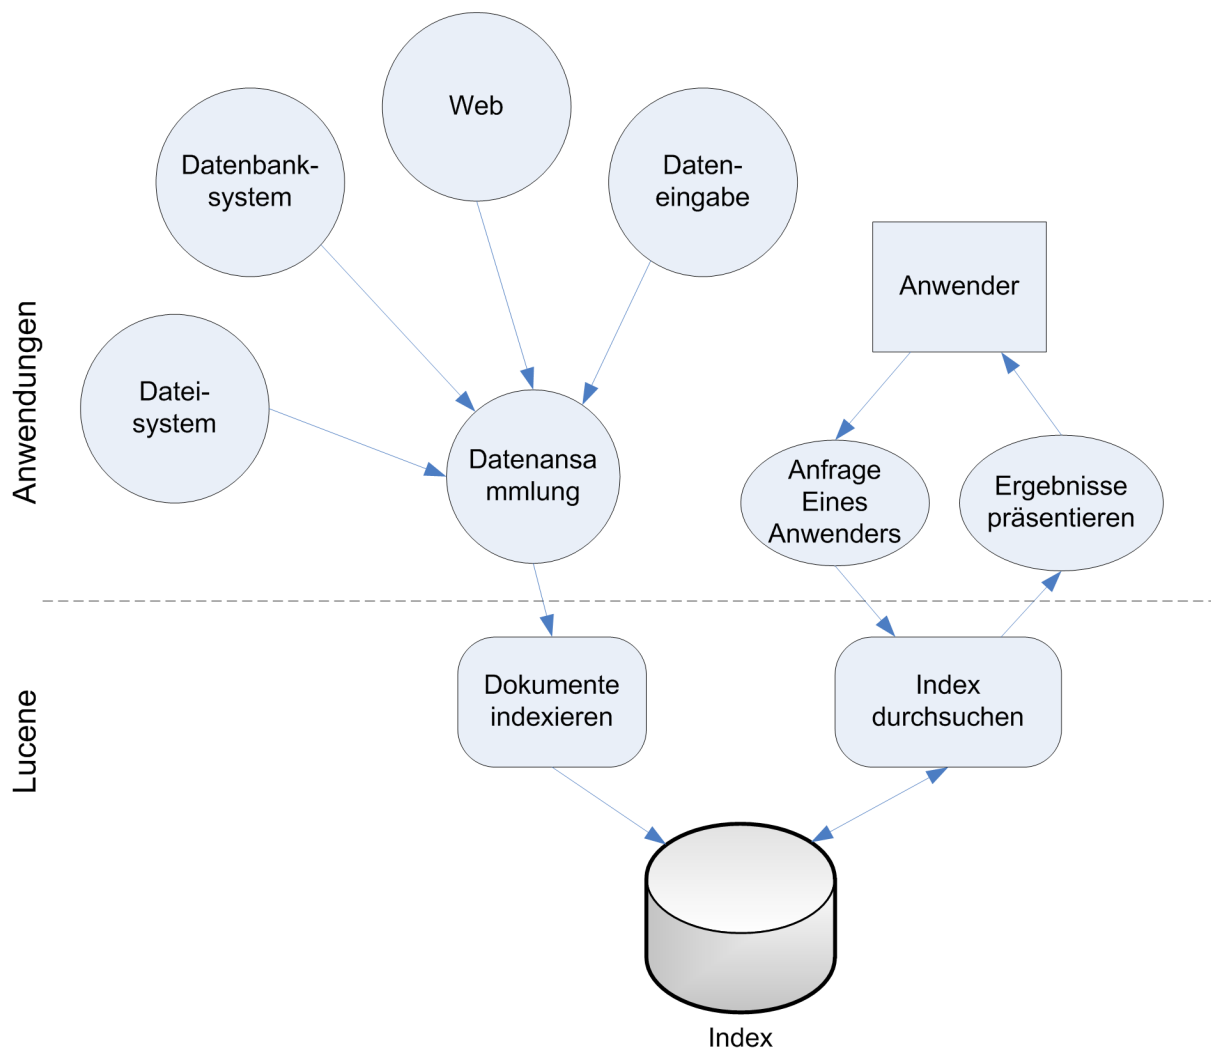 Web
Datenbank-
system
Daten-
eingabe
Anwender
Datei-
system
Anwendungen
Datenansa
mmlung
Anfrage
Eines
Anwenders
Ergebnisse
präsentieren
Lucene
Dokumente
indexieren
Index
durchsuchen
Index